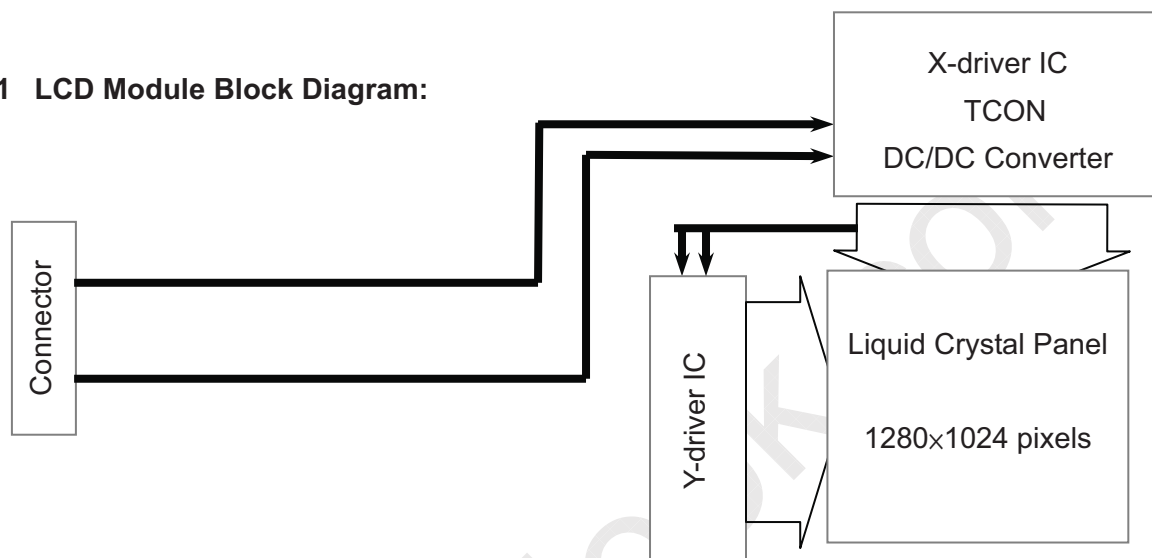 1 LCD Module Block Diagram:
X-driver IC
TCON
DC/DC Converter
Connector
Y-driver IC
Liquid Crystal Panel
1280×1024 pixels